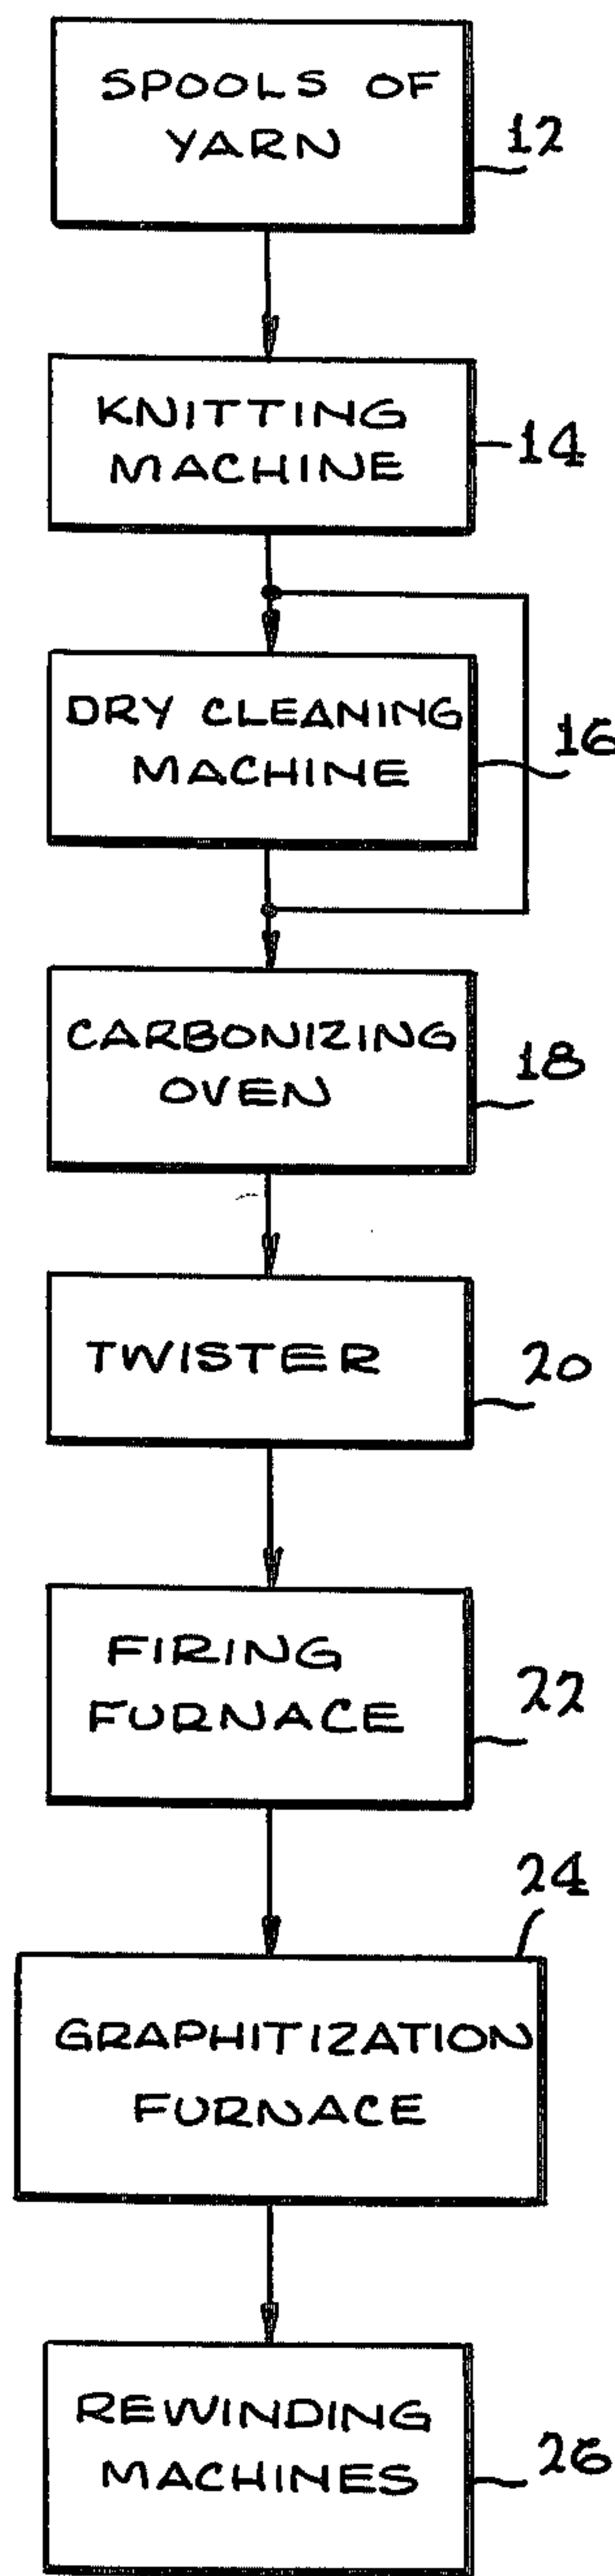 SPOOLS OF
YARN
12
KNITTING
MACHINE
14
DRY CLEANING
MACHINE
16
CARBONIZING
OVEN
18
TWISTER
20
FIRING
FURNACE
22
24
GRAPHITIZATION
FURNACE
REWINDING
MACHINES
26